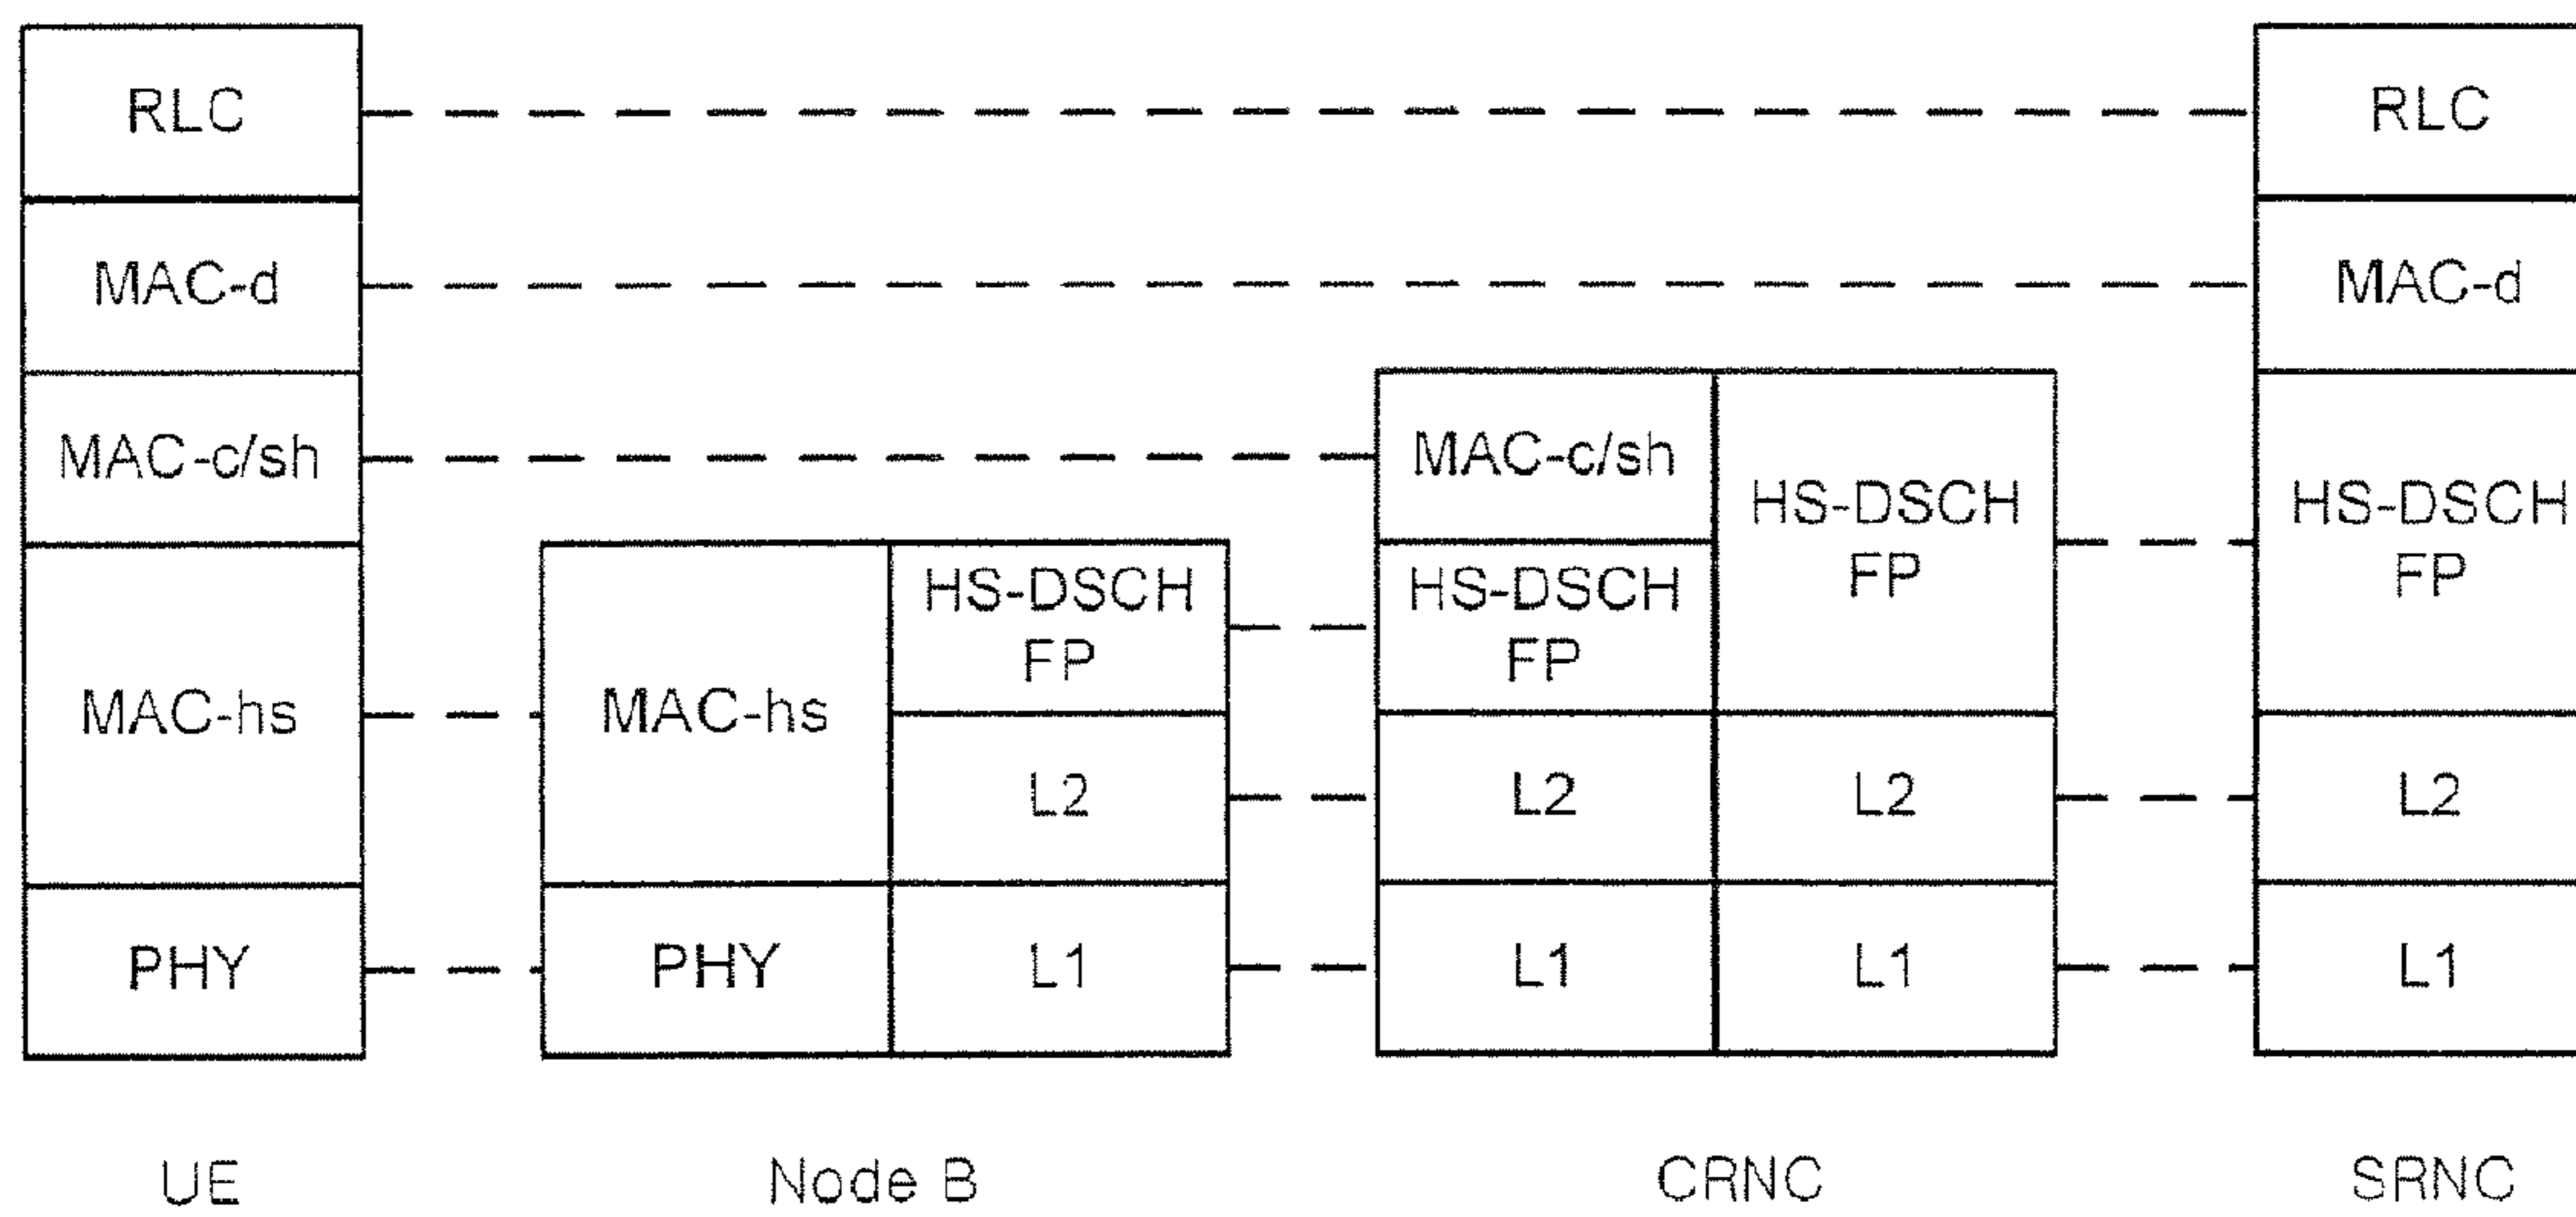 RLC
RLC
MAC-d
MAC-d
MAC-c/sh
MAC-c/sh
HS-DSCH
FP
HS-DSCH
FP
HS-DSCH
FP
HS-DSCH
FP
MAC-hs
MAC-hs
L2
L2
L2
L2
PHY
PHY
L1
L1
L1
L1
UE
Node B
CRNC
SRNC